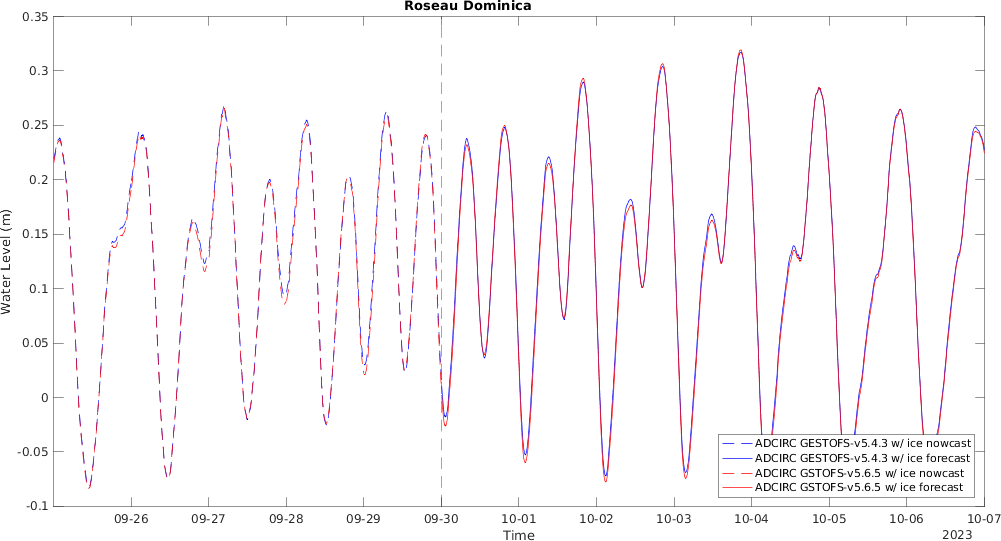 Roseau Dominica
0.35
0.3
0.25
0.2
0.15
0.1
0.05
0
-0.05
-0.1
Water Level (m)
09-26 09-27 09-28 09-29 09-30 10-01 10-02 10-03 10-04 10-05 10-06 10-07
Time
2023
ADCIRC GESTOFS-v5.4.3 w/ ice nowcast
ADCIRC GESTOFS-v5.4.3 w/ ice forecast
ADCIRC GSTOFS-v5.6.5 w/ ice nowcast
ADCIRC GSTOFS-v5.6.5 w/ ice forecast